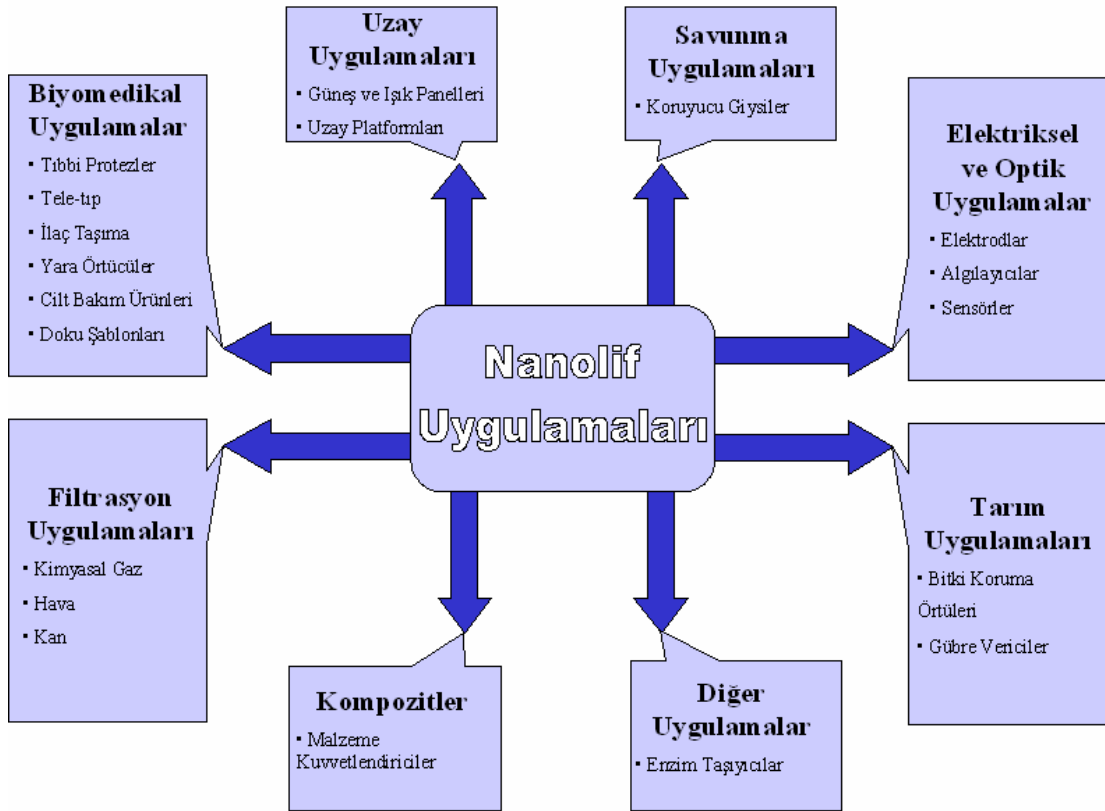 Uzay
Uygulamaları
▪ Güneş ve Işık Panelleri
▪ Uzay Platformları
Savunma
Uygulamaları
▪ Koruyucu Giysiler
Biyomedikal
Uygulamalar
▪ Tıbbi Protezler
▪ Tele-tıp
▪ İlaç Taşıma
▪ Yara Örtücüler
▪ Cilt Bakım Ürünleri
▪ Doku Şablonları
Elektriksel
ve Optik
Uygulamalar
▪ Elektrodlar
▪ Algılayıcılar
▪ Sensörler
Nanolif
Uygulamaları
Filtrasyon
Uygulamaları
▪ Kimyasal Gaz
▪ Hava
▪ Kan
Tarım
Uygulamaları
▪ Bitki Koruma
Örtüleri
▪ Gübre Vericiler
Kompozitler
▪ Malzeme
Kuvvetlendiriciler
Diğer
Uygulamalar
▪ Enzim Taşıyıcılar